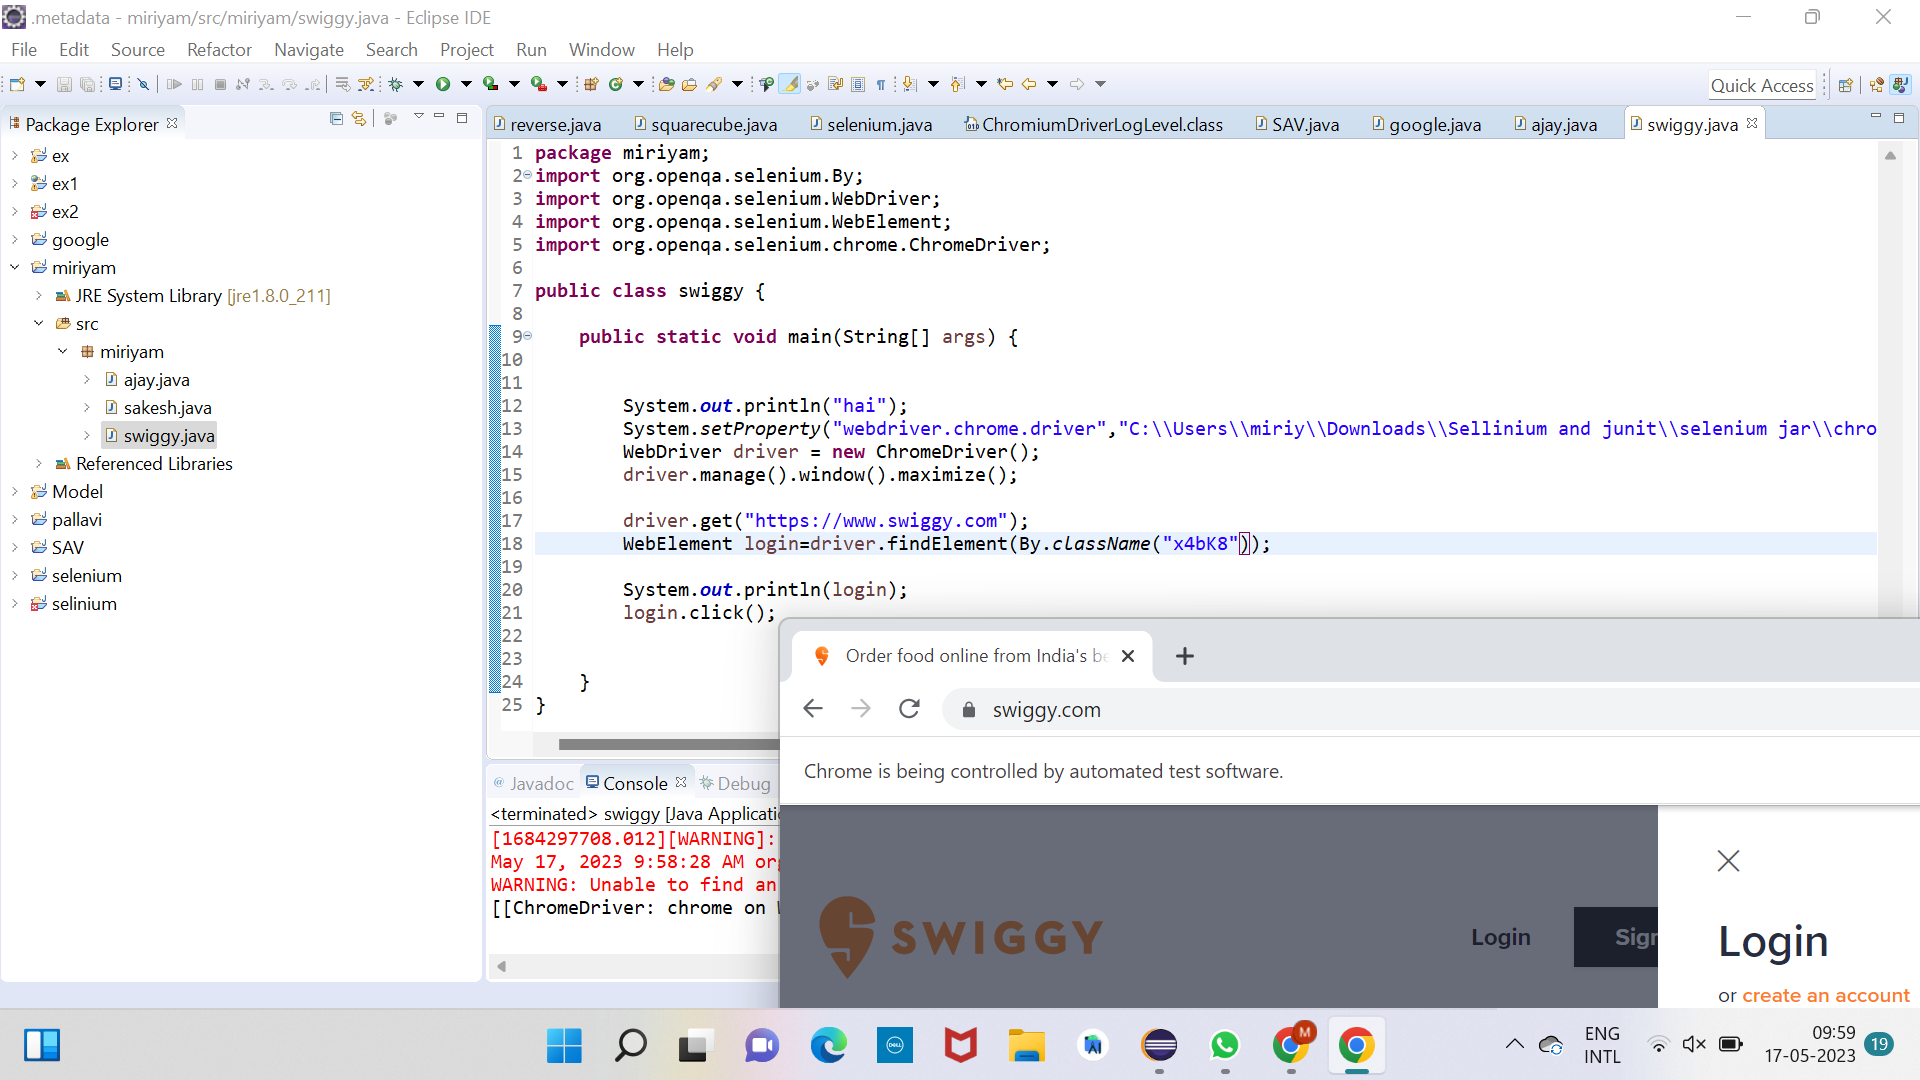 .metadata - miriyam/src/miriyam/swiggy.java - Eclipse IDE
File Edit Source Refactor Navigate Search Project Run Window Help
Quick Access
Package Explorer
reverse.java squarecube.java selenium.java ChromiumDriverLogLevel.class SAV.java google.java ajay.java swiggy.java
ex
ex1
ex2
google
miriyam
JRE System Library [jre1.8.0_211]
src
miriyam
ajay.java
sakesh.java
swiggy.java
Referenced Libraries
Model
pallavi
SAV
selenium
selinium
1 package miriyam;
2 import org.openqa.selenium.By;
3 import org.openqa.selenium.WebDriver;
4 import org.openqa.selenium.WebElement;
5 import org.openqa.selenium.chrome.ChromeDriver;
6
7 public class swiggy {
8
9 public static void main(String[] args) {
10
11
12 System.out.println("hai");
13 System.setProperty("webdriver.chrome.driver","C:\\Users\\miriy\\Downloads\\Sellinium and junit\\selenium jar\\chro
14 WebDriver driver = new ChromeDriver();
15 driver.manage().window().maximize();
16
17 driver.get("https://www.swiggy.com");
18 WebElement login=driver.findElement(By.className("x4bK8"));
19
20 System.out.println(login);
21 login.click();
22
23
24 }
25 }
@ Javadoc Console Debug
<terminated> swiggy [Java Applicati
[1684297708.012][WARNING]:
May 17, 2023 9:58:28 AM org
WARNING: Unable to find an
[[ChromeDriver: chrome on
Order food online from India's be
swiggy.com
Chrome is being controlled by automated test software.
SWIGGY
Login
Sign
Login
or create an account
DELL
M
ENG
INTL
09:59
17-05-2023
19